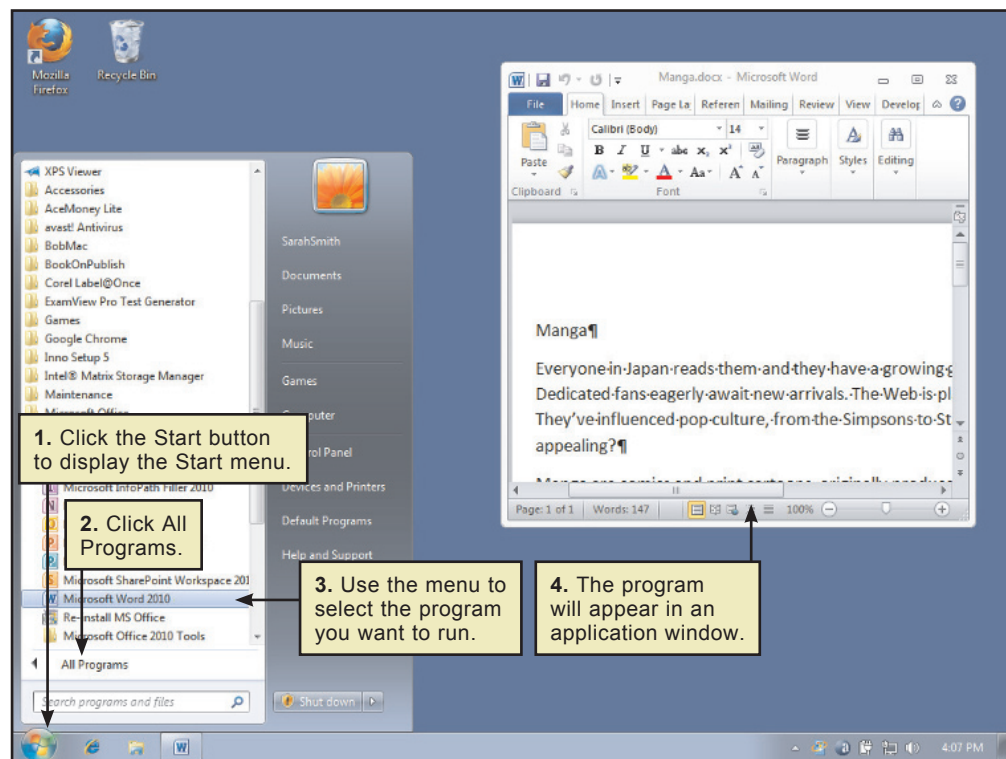 Mozilla
Firefox
Recycle Bin
XPS Viewer
Accessories
AceMoney Lite
avast! Antivirus
BobMac
BookOnPublish
Corel Label@Once
ExamView Pro Test Generator
Games
Google Chrome
Inno Setup 5
Intel® Matrix Storage Manager
Maintenance
Microsoft Office
1. Click the Start button
to display the Start menu.
Microsoft InfoPath Filler 2010
2. Click All
Programs.
Microsoft SharePoint Workspace 201
Microsoft Word 2010
Re-install MS Office
Microsoft Office 2010 Tools
All Programs
Search programs and files
SarahSmith
Documents
Pictures
Music
Games
Computer
Control Panel
Devices and Printers
Default Programs
Help and Support
Shut down
3. Use the menu to
select the program
you want to run.
Manga.docx - Microsoft Word
File Home Insert Page La Referen Mailing Review View Develop
Calibri (Body) 14
B I U abc x₂ x²
Aa A A
Paste
Paragraph Styles Editing
Clipboard Font
Manga¶
Everyone·in·Japan·reads·them·and·they·have·a·growing·g
Dedicated·fans·eagerly·await·new·arrivals.·The·Web·is·pl
They've·influenced·pop·culture,·from·the·Simpsons·to·St
appealing?¶
Page: 1 of 1 Words: 147 100%
4. The program
will appear in an
application window.
4:07 PM